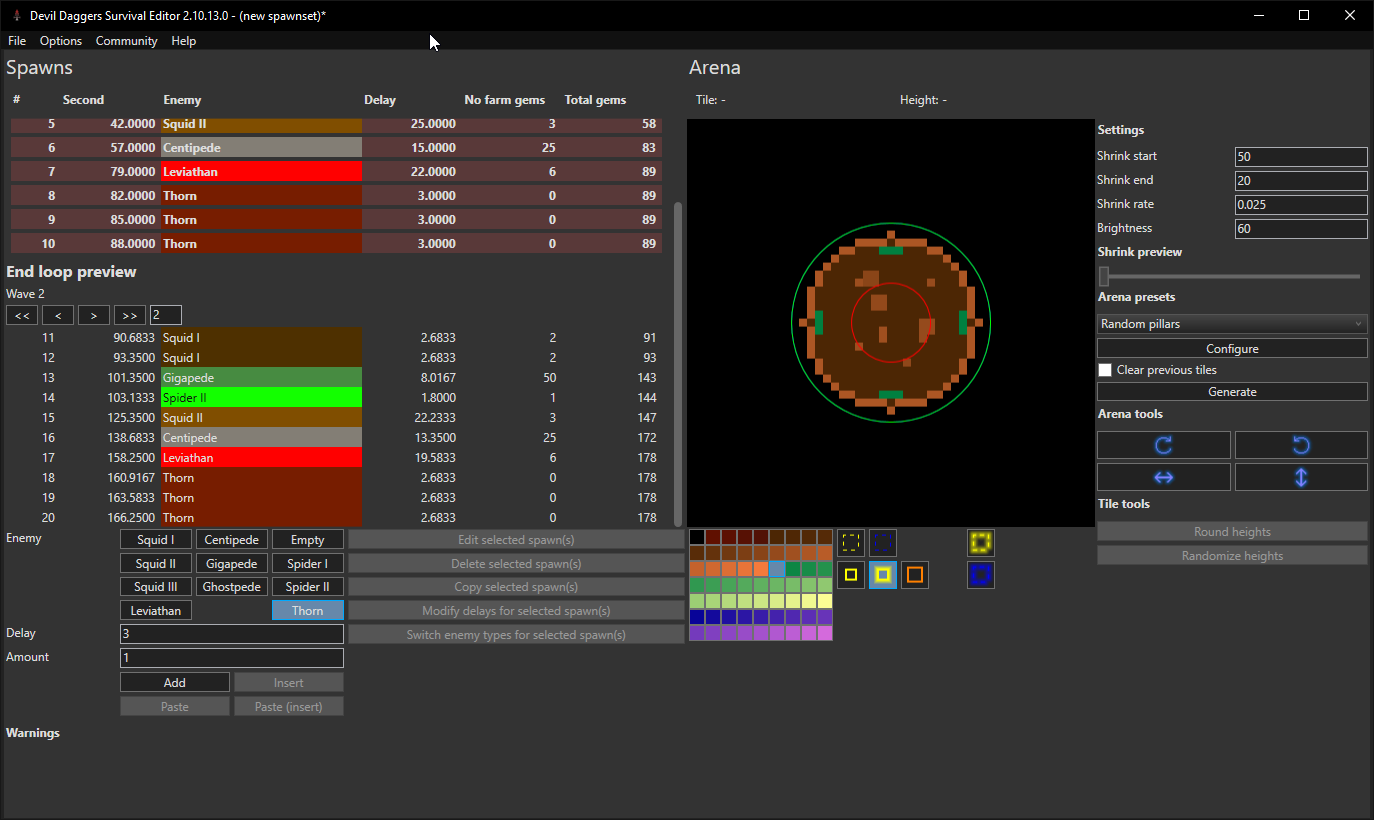 Devil Daggers Survival Editor 2.10.13.0 - (new spawnset)*
File Options Community Help
Spawns
# Second Enemy Delay No farm gems Total gems
5 42.0000 Squid II 25.0000 3 58
6 57.0000 Centipede 15.0000 25 83
7 79.0000 Leviathan 22.0000 6 89
8 82.0000 Thorn 3.0000 0 89
9 85.0000 Thorn 3.0000 0 89
10 88.0000 Thorn 3.0000 0 89
End loop preview
Wave 2
<< < > >> 2
11 90.6833 Squid I 2.6833 2 91
12 93.3500 Squid I 2.6833 2 93
13 101.3500 Gigapede 8.0167 50 143
14 103.1333 Spider II 1.8000 1 144
15 125.3500 Squid II 22.2333 3 147
16 138.6833 Centipede 13.3500 25 172
17 158.2500 Leviathan 19.5833 6 178
18 160.9167 Thorn 2.6833 0 178
19 163.5833 Thorn 2.6833 0 178
20 166.2500 Thorn 2.6833 0 178
Enemy Squid I Centipede Empty Edit selected spawn(s)
Squid II Gigapede Spider I Delete selected spawn(s)
Squid III Ghostpede Spider II Copy selected spawn(s)
Leviathan Thorn Modify delays for selected spawn(s)
Delay 3 Switch enemy types for selected spawn(s)
Amount 1
Add Insert
Paste Paste (insert)
Warnings
Arena
Tile: - Height: -
Settings
Shrink start 50
Shrink end 20
Shrink rate 0.025
Brightness 60
Shrink preview
Arena presets
Random pillars
Configure
Clear previous tiles
Generate
Arena tools
Tile tools
Round heights
Randomize heights